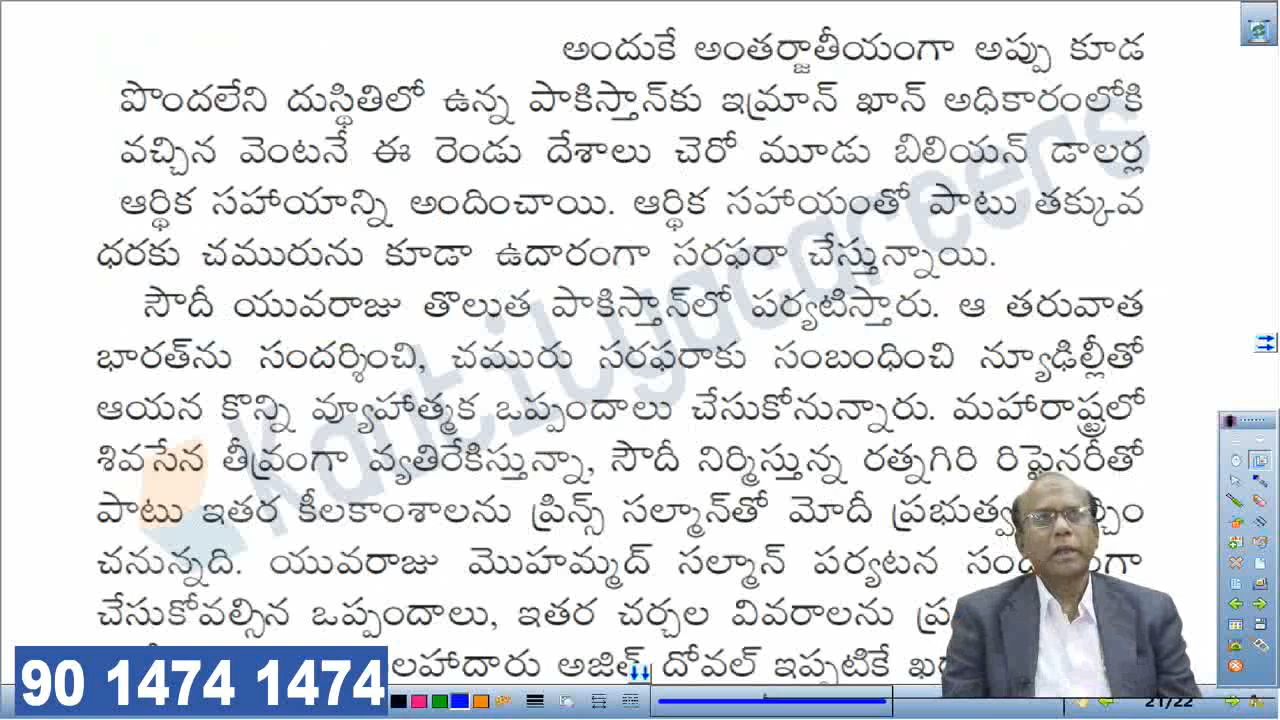 అందుకే అంతర్జాతీయంగా అప్పు కూడ
పొందలేని దుస్థితిలో ఉన్న పాకిస్తాన్‌కు ఇమ్రాన్ ఖాన్ అధికారంలోకి
వచ్చిన వెంటనే ఈ రెండు దేశాలు చెరో మూడు బిలియన్ డాలర్ల
ఆర్థిక సహాయాన్ని అందించాయి. ఆర్థిక సహాయంతో పాటు తక్కువ
ధరకు చమురును కూడా ఉదారంగా సరఫరా చేస్తున్నాయి.
సౌదీ యువరాజు తొలుత పాకిస్తాన్‌లో పర్యటిస్తారు. ఆ తరువాత
భారత్‌ను సందర్శించి, చమురు సరఫరాకు సంబంధించి న్యూఢిల్లీతో
ఆయన కొన్ని వ్యూహాత్మక ఒప్పందాలు చేసుకోనున్నారు. మహారాష్ట్రలో
శివసేన తీవ్రంగా వ్యతిరేకిస్తున్నా, సౌదీ నిర్మిస్తున్న రత్నగిరి రిఫైనరీతో
పాటు ఇతర కీలకాంశాలను ప్రిన్స్ సల్మాన్‌తో మోదీ
చనున్నది. యువరాజు మొహమ్మద్ సల్మాన్ పర్యటన
చేసుకోవల్సిన ఒప్పందాలు, ఇతర చర్చల వివరాలను
అజిత్ దోవల్ ఇప్పటికే
Kautilyacareers
90 1474 1474
21/22